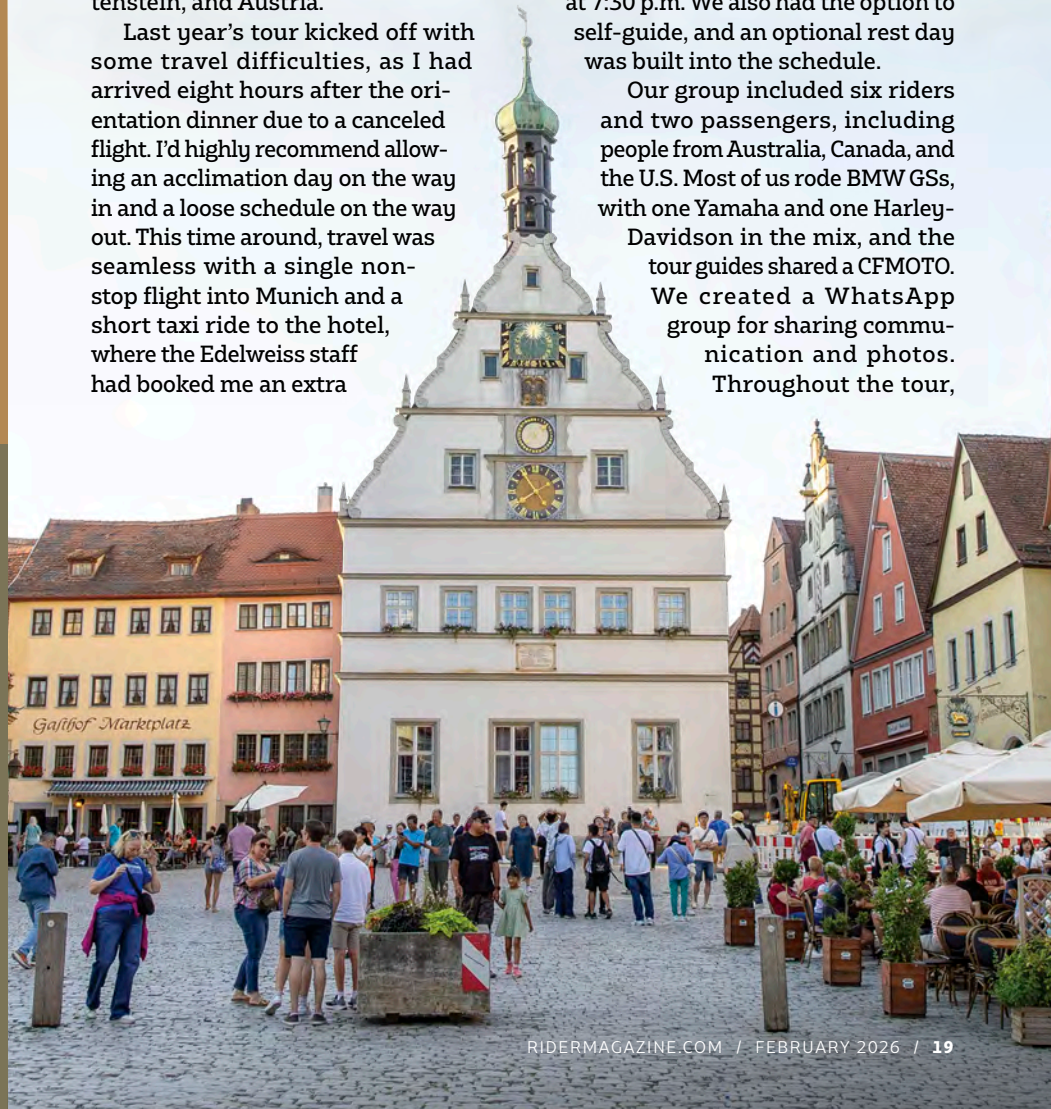 tenstein, and Austria.
Last year's tour kicked off with
some travel difficulties, as I had
arrived eight hours after the ori-
entation dinner due to a canceled
flight. I'd highly recommend allow-
ing an acclimation day on the way
in and a loose schedule on the way
out. This time around, travel was
seamless with a single non-
stop flight into Munich and a
short taxi ride to the hotel,
where the Edelweiss staff
had booked me an extra
at 7:30 p.m. We also had the option to
self-guide, and an optional rest day
was built into the schedule.
Our group included six riders
and two passengers, including
people from Australia, Canada, and
the U.S. Most of us rode BMW GSs,
with one Yamaha and one Harley-
Davidson in the mix, and the
tour guides shared a CFMOTO.
We created a WhatsApp
group for sharing commu-
nication and photos.
Throughout the tour,
Gasthof Marktplatz
RIDERMAGAZINE.COM / FEBRUARY 2026 / 19